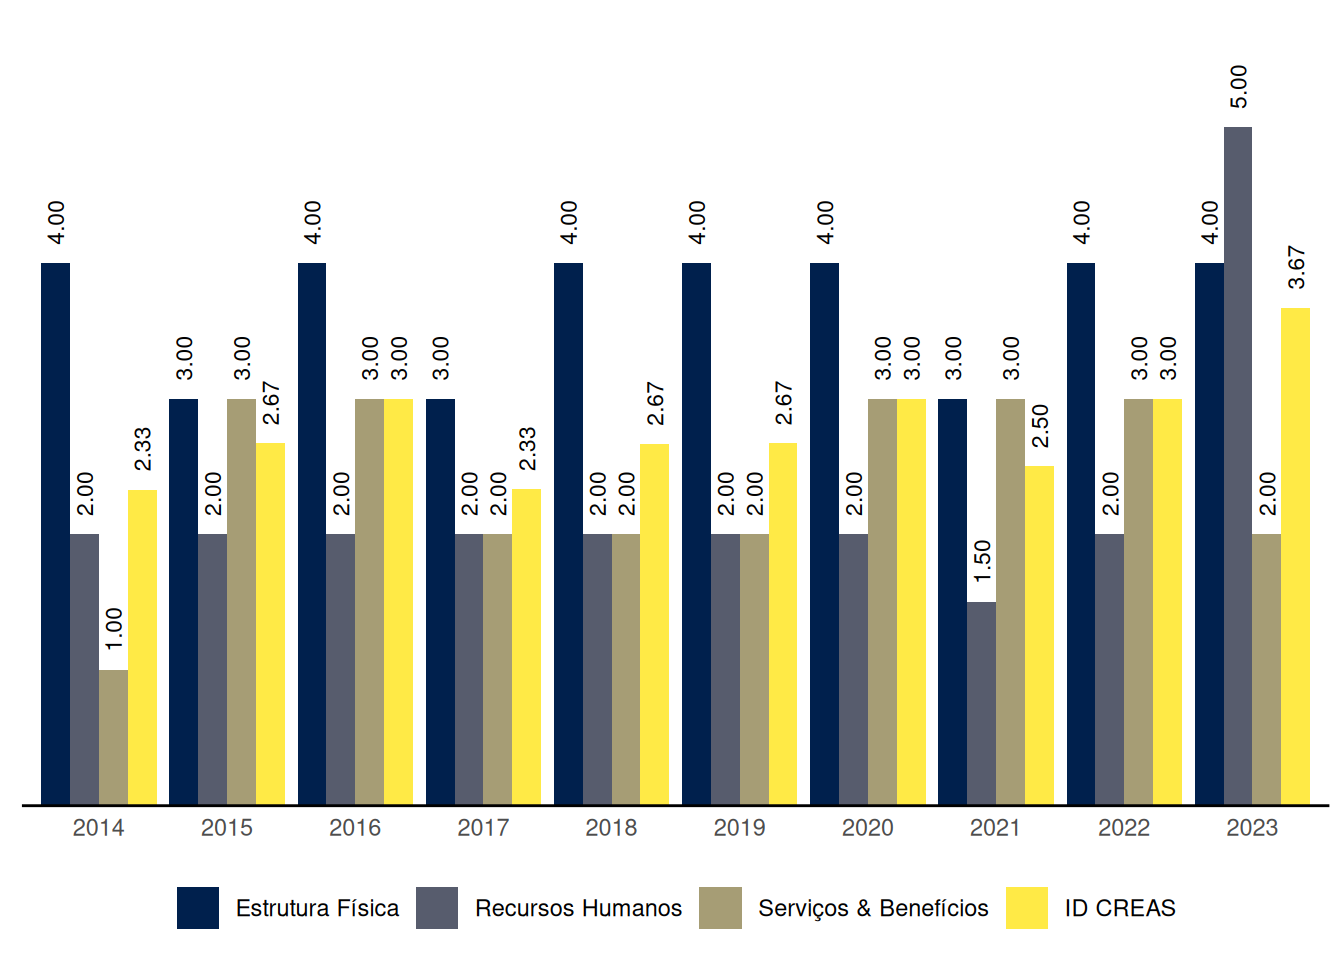 4.00 2.00 1.00 2.33 3.00 2.00 3.00 2.67 4.00 2.00 3.00 3.00 3.00 2.00 2.00 2.33 4.00 2.00 2.00 2.67 4.00 2.00 2.00 2.67 4.00 2.00 3.00 3.00 3.00 1.50 3.00 2.50 4.00 2.00 3.00 3.00 4.00 5.00 2.00 3.67
2014 2015 2016 2017 2018 2019 2020 2021 2022 2023
Estrutura Física Recursos Humanos Serviços & Benefícios ID CREAS